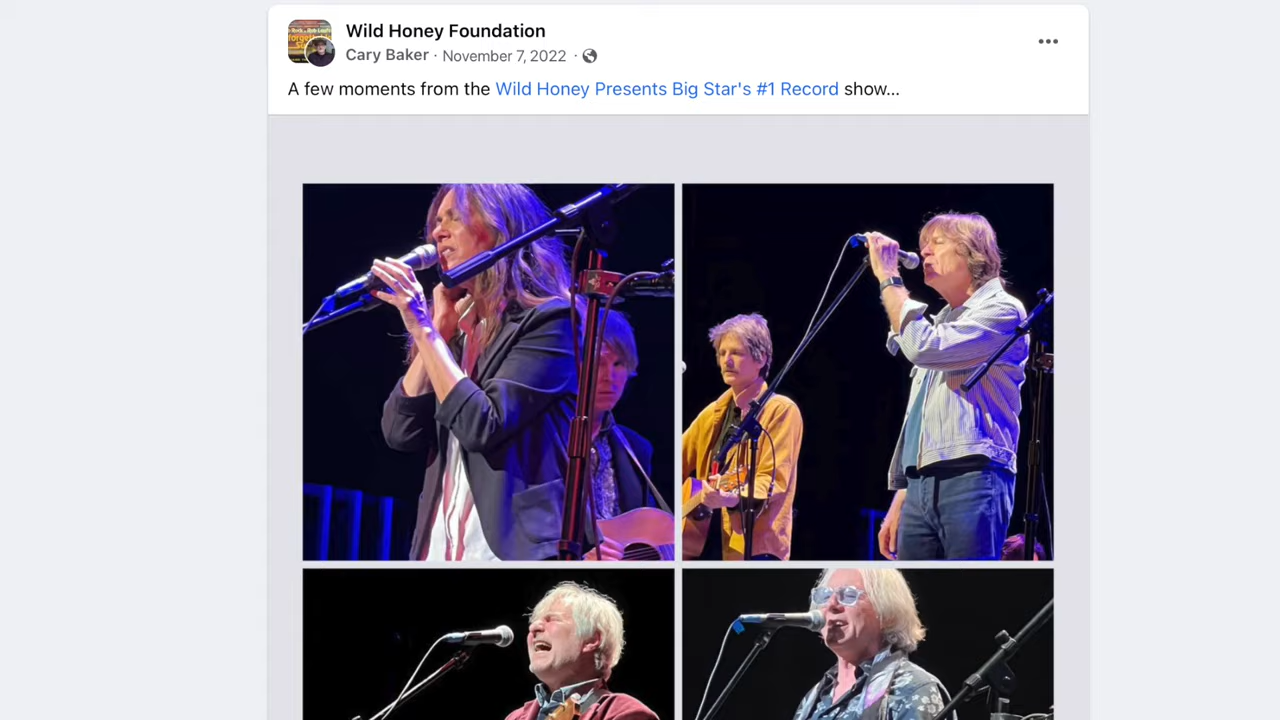 Wild Honey Foundation
Cary Baker · November 7, 2022 ·
A few moments from the Wild Honey Presents Big Star's #1 Record show...